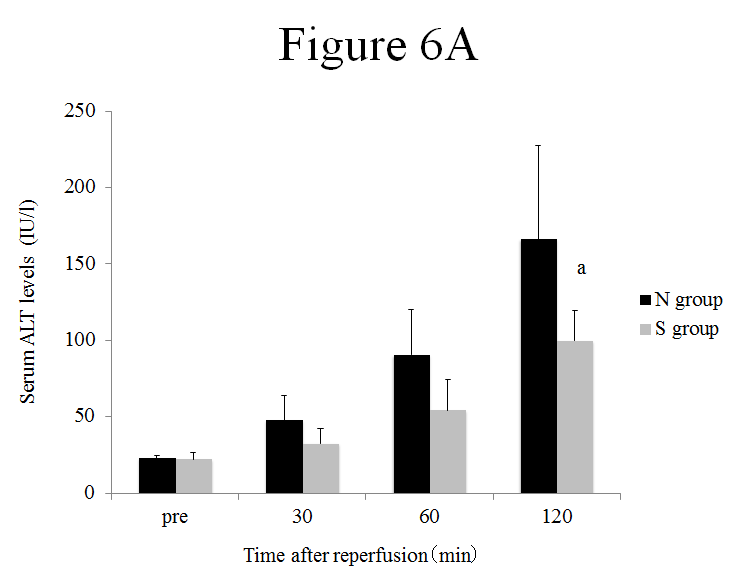 Figure 6A
250
200
150
100
50
0
Serum ALT levels (IU/l)
a
N group
S group
pre 30 60 120
Time after reperfusion（min）